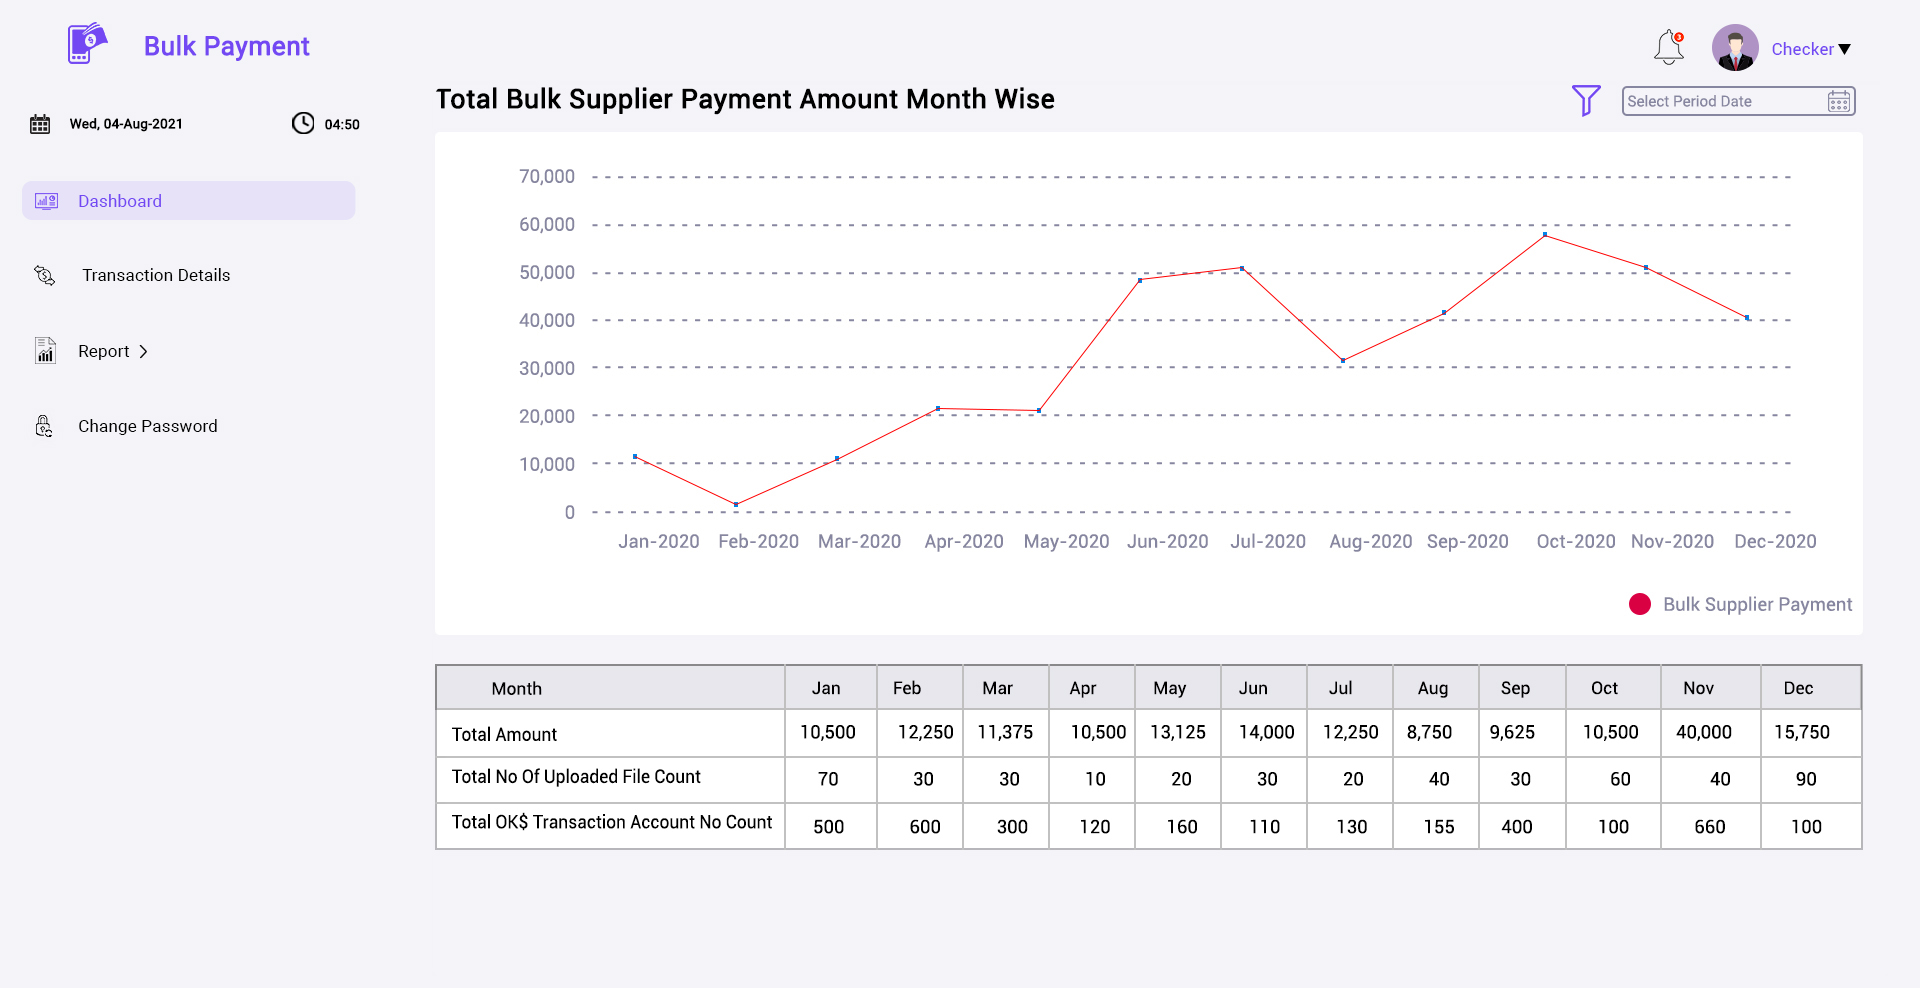 Bulk Payment
3
Checker
Wed, 04-Aug-2021
04:50
Total Bulk Supplier Payment Amount Month Wise
Select Period Date
Dashboard
Transaction Details
Report
Change Password
70,000
60,000
50,000
40,000
30,000
20,000
10,000
0
Jan-2020 Feb-2020 Mar-2020 Apr-2020 May-2020 Jun-2020 Jul-2020 Aug-2020 Sep-2020 Oct-2020 Nov-2020 Dec-2020
Bulk Supplier Payment
Month Jan Feb Mar Apr May Jun Jul Aug Sep Oct Nov Dec
Total Amount 10,500 12,250 11,375 10,500 13,125 14,000 12,250 8,750 9,625 10,500 40,000 15,750
Total No Of Uploaded File Count 70 30 30 10 20 30 20 40 30 60 40 90
Total OK$ Transaction Account No Count 500 600 300 120 160 110 130 155 400 100 660 100